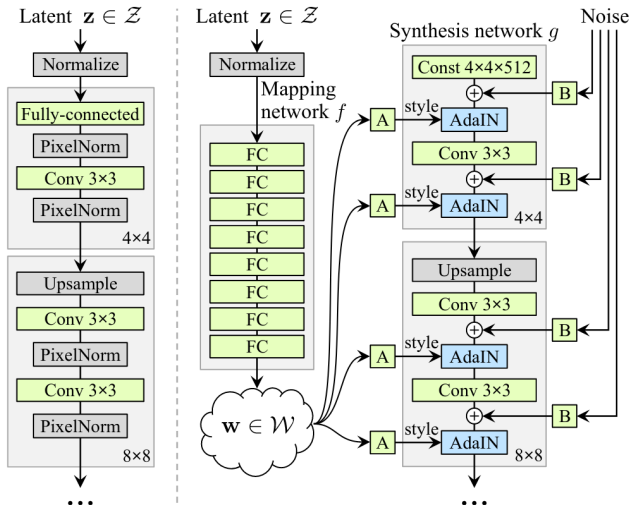 Latent z ∈ 𝒵
Normalize
Fully-connected
PixelNorm
Conv 3×3
PixelNorm
4×4
Upsample
Conv 3×3
PixelNorm
Conv 3×3
PixelNorm
8×8
...
Latent z ∈ 𝒵
Normalize
Mapping
network f
FC
FC
FC
FC
FC
FC
FC
FC
w ∈ 𝒲
A
style
A
style
A
style
A
style
Synthesis network g
Const 4×4×512
AdaIN
Conv 3×3
AdaIN
4×4
Upsample
Conv 3×3
AdaIN
Conv 3×3
AdaIN
8×8
...
Noise
B
B
B
B